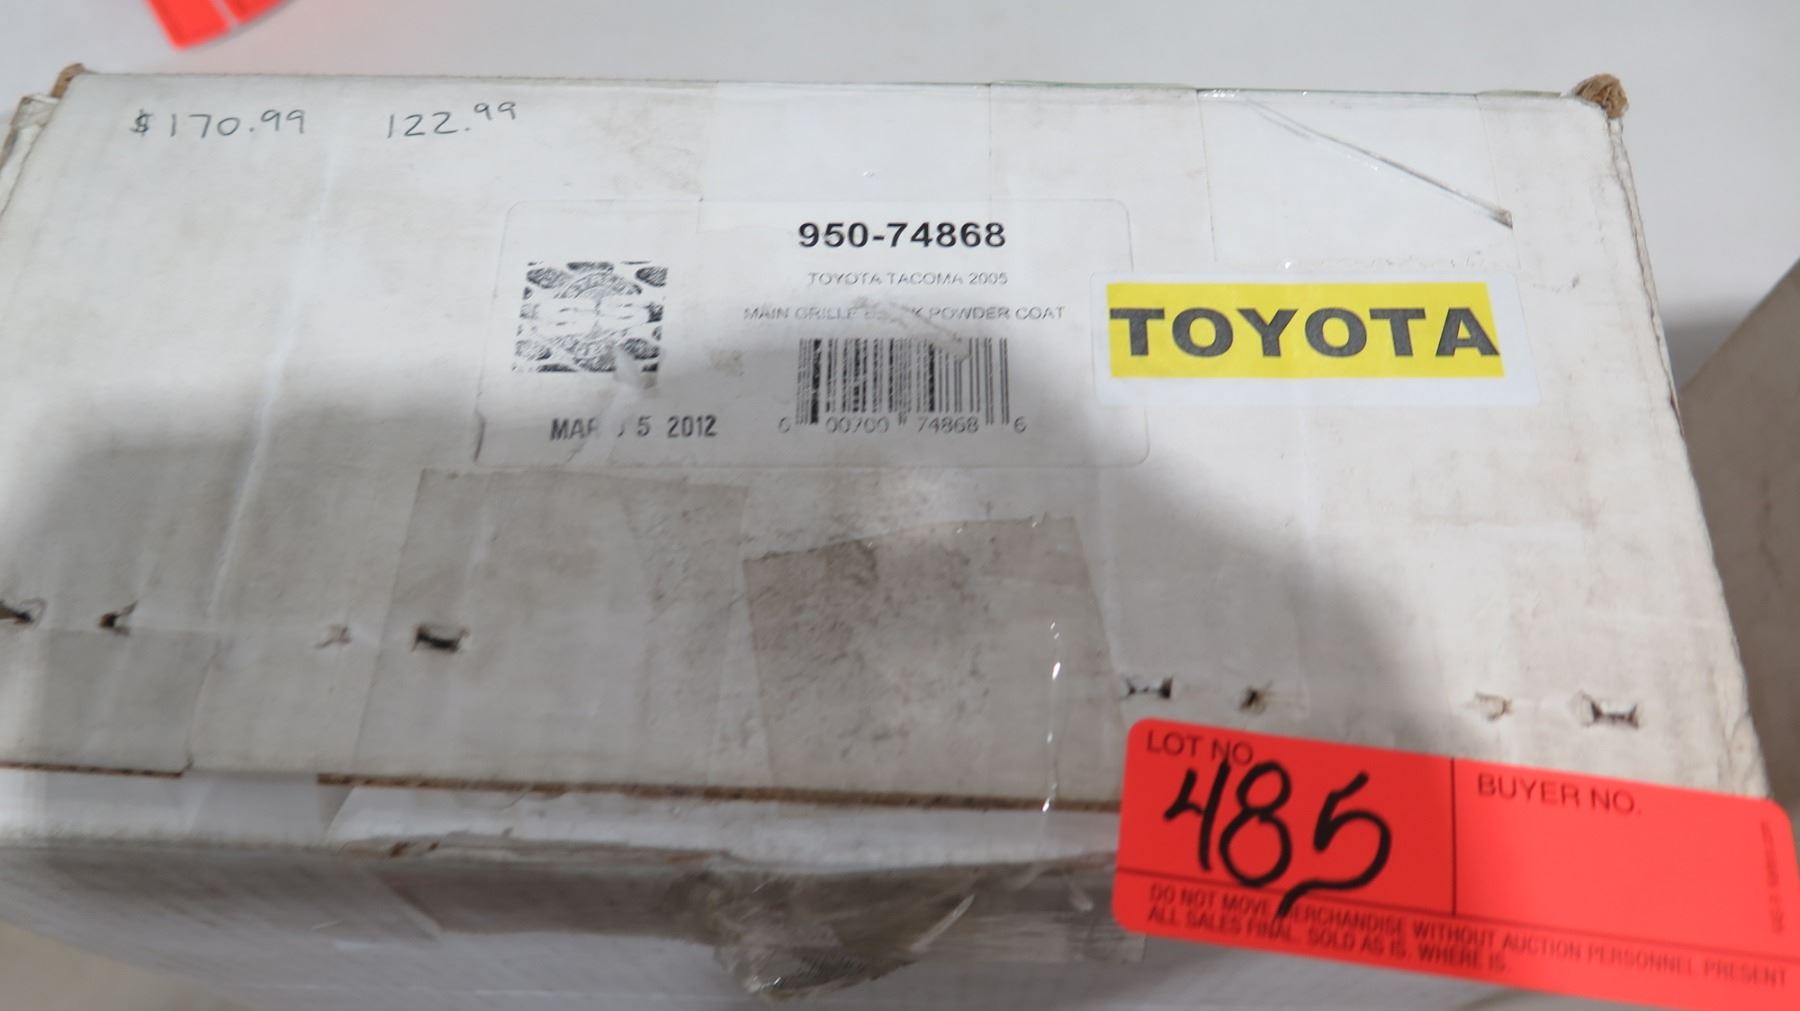 $170.99 122.99
950-74868
TOYOTA TACOMA 2005
MAIN GRILLE POWDER COAT
TOYOTA
5 2012
00700 74868 6
LOT NO.
485
BUYER NO.
DO NOT MOVE MERCHANDISE WITHOUT AUCTION PERSONNEL PRESENT
ALL SALES FINAL. SOLD AS IS. WHERE IS.